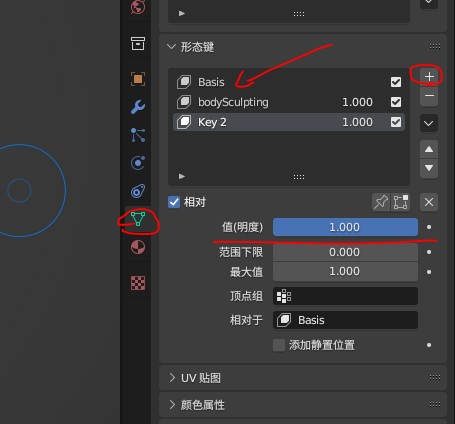 形态键
Basis
bodySculpting 1.000
Key 2 1.000
相对
值(明度) 1.000
范围下限 0.000
最大值 1.000
顶点组
相对于 Basis
添加静置位置
UV 贴图
颜色属性